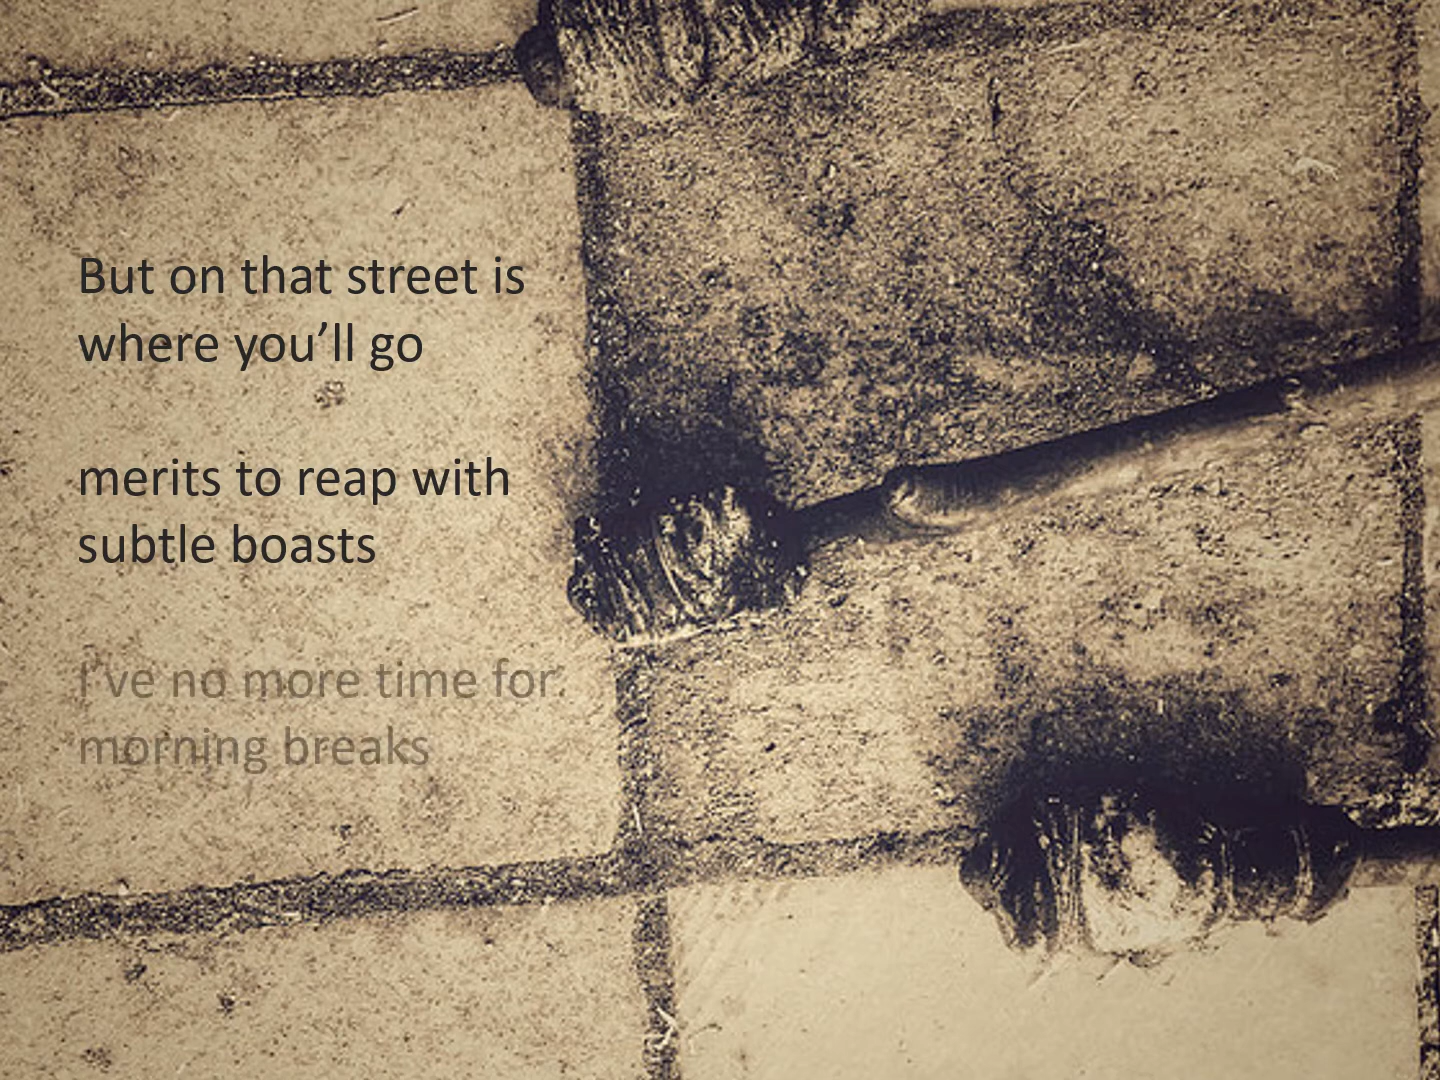 But on that street is
where you’ll go
merits to reap with
subtle boasts
I’ve no more time for
morning breaks